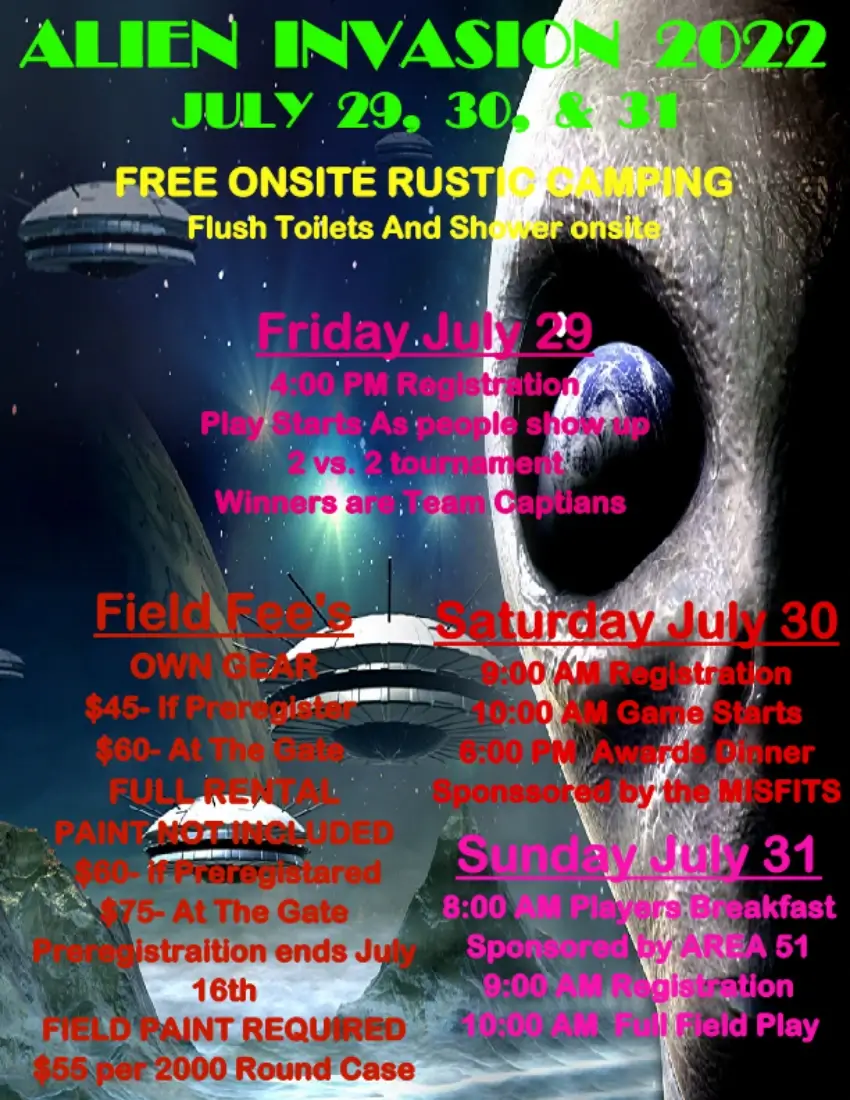 ALIEN INVASION 2022
JULY 29, 30, & 31
FREE ONSITE RUSTIC CAMPING
Flush Toilets And Shower onsite
Friday July 29
4:00 PM Registration
Play Starts As people show up
2 vs. 2 tournament
Winners are Team Captians
Field Fee's
OWN GEAR
$45- If Preregister
$60- At The Gate
FULL RENTAL
PAINT NOT INCLUDED
$60- if Preregistared
$75- At The Gate
Preregistraition ends July
16th
FIELD PAINT REQUIRED
$55 per 2000 Round Case
Saturday July 30
9:00 AM Registration
10:00 AM Game Starts
6:00 PM Awards Dinner
Sponssored by the MISFITS
Sunday July 31
8:00 AM Players Breakfast
Sponsored by AREA 51
9:00 AM Registration
10:00 AM Full Field Play